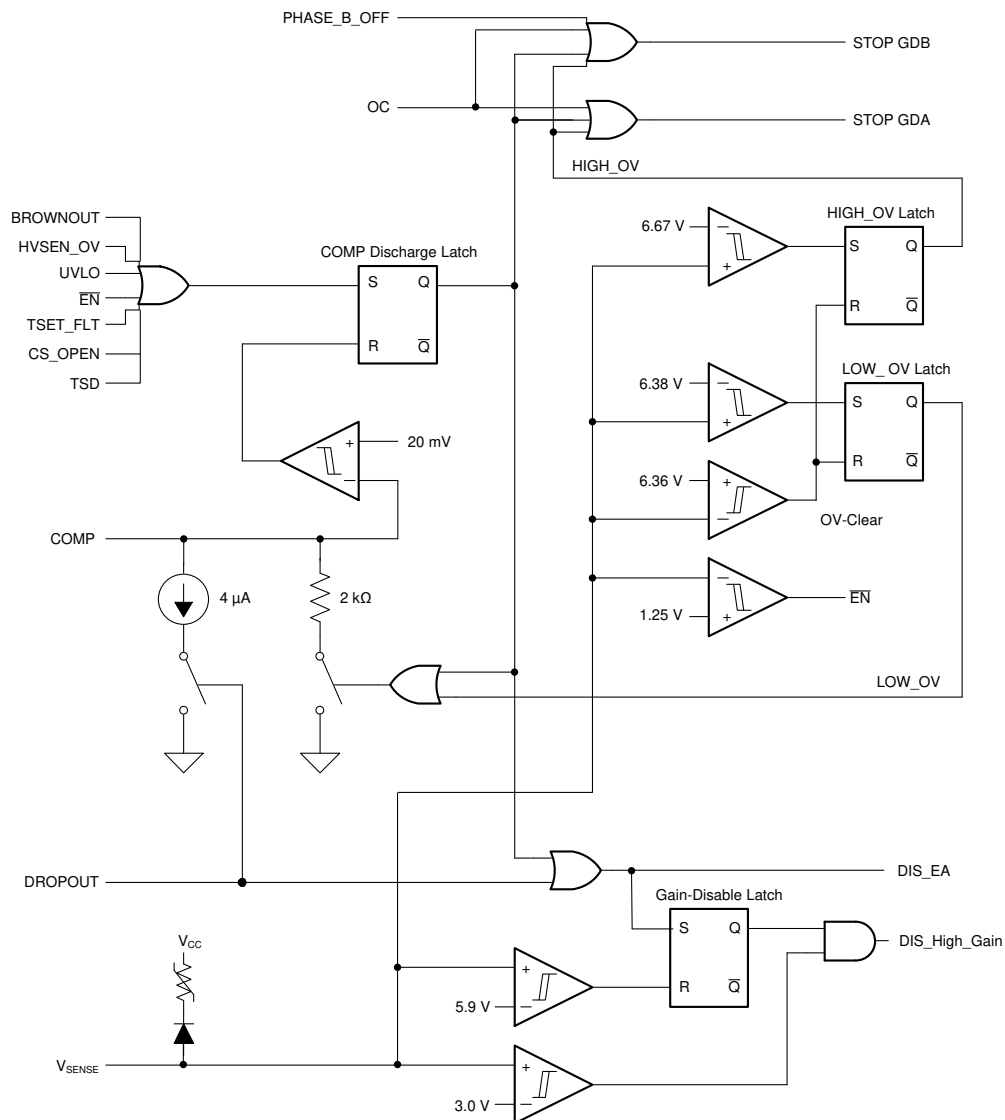 PHASE_B_OFF
STOP GDB
OC
STOP GDA
HIGH_OV
BROWNOUT
HVSEN_OV
UVLO
EN
TSET_FLT
CS_OPEN
TSD
COMP Discharge Latch
S Q
R Q
6.67 V
−
+
HIGH_OV Latch
S Q
R Q
6.38 V
−
+
LOW_ OV Latch
S Q
R Q
+
−
20 mV
6.36 V
+
−
OV-Clear
COMP
4 µA
2 kΩ
−
+
1.25 V
EN
LOW_OV
DROPOUT
DIS_EA
Gain-Disable Latch
S Q
R Q
DIS_High_Gain
VCC
+
−
5.9 V
VSENSE
+
−
3.0 V